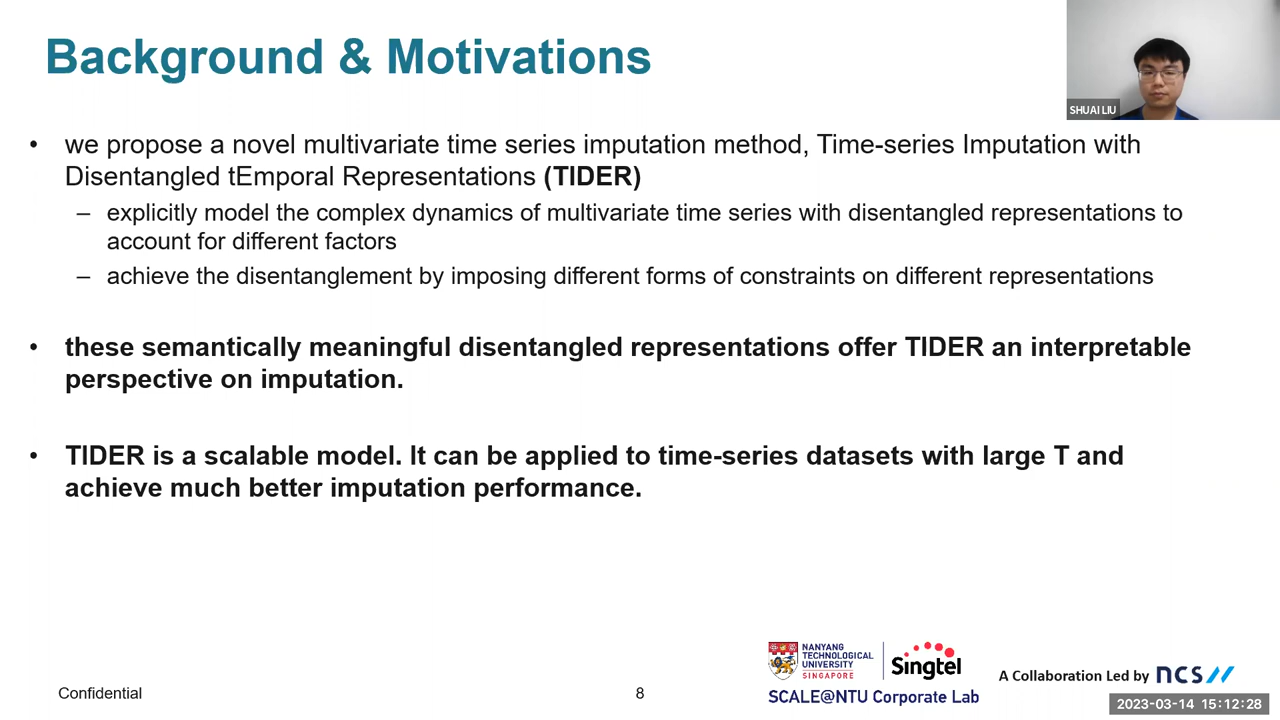 Background & Motivations
SHUAI LIU
• we propose a novel multivariate time series imputation method, Time-series Imputation with
Disentangled tEmporal Representations (TIDER)
– explicitly model the complex dynamics of multivariate time series with disentangled representations to
account for different factors
– achieve the disentanglement by imposing different forms of constraints on different representations
• these semantically meaningful disentangled representations offer TIDER an interpretable
perspective on imputation.
• TIDER is a scalable model. It can be applied to time-series datasets with large T and
achieve much better imputation performance.
NANYANG
TECHNOLOGICAL
UNIVERSITY
SINGAPORE
Singtel
SCALE@NTU Corporate Lab
A Collaboration Led by ncs//
Confidential
8
2023-03-14 15:12:28